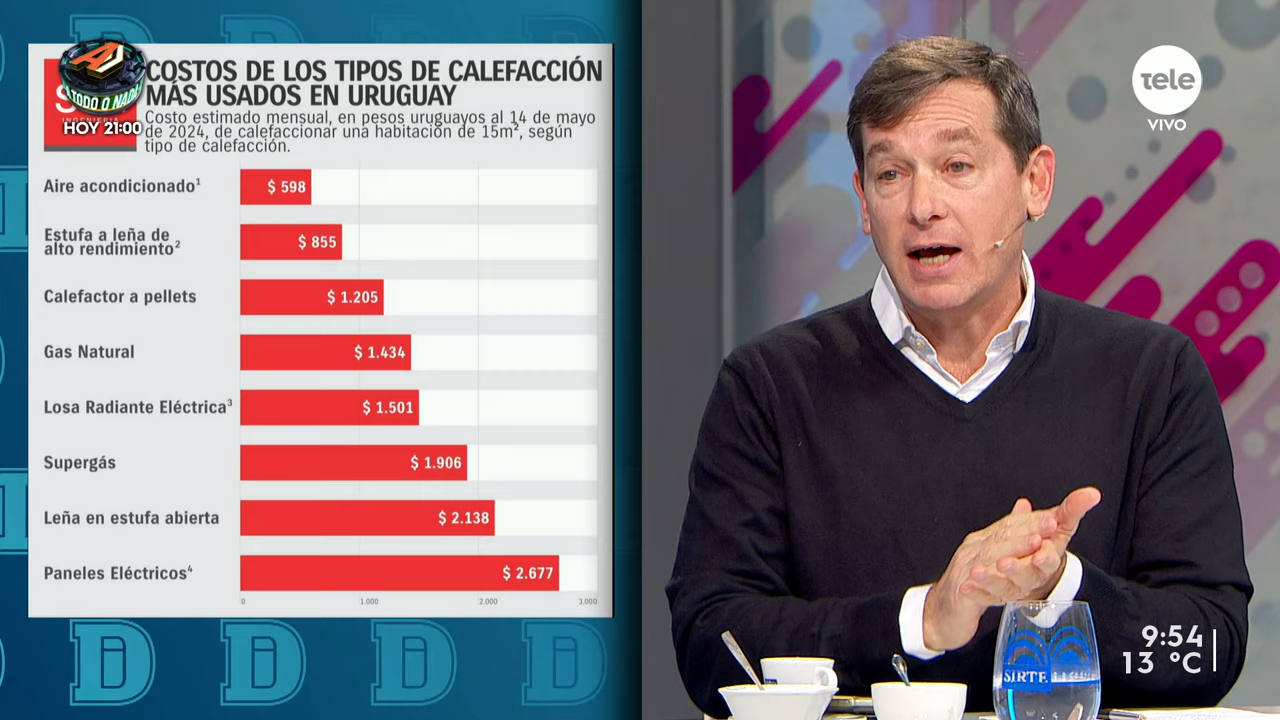 COSTOS DE LOS TIPOS DE CALEFACCIÓN
MÁS USADOS EN URUGUAY
Costo estimado mensual, en pesos uruguayos al 14 de mayo
de 2024, de calefaccionar una habitación de 15m², según
tipo de calefacción.
TODO O NADA
HOY 21:00
Aire acondicionado¹
$ 598
Estufa a leña de
alto rendimiento²
$ 855
Calefactor a pellets
$ 1.205
Gas Natural
$ 1.434
Losa Radiante Eléctrica³
$ 1.501
Supergás
$ 1.906
Leña en estufa abierta
$ 2.138
Paneles Eléctricos⁴
$ 2.677
0 1.000 2.000 3.000
D D D D
tele
VIVO
SIRTE
9:54
13 °C